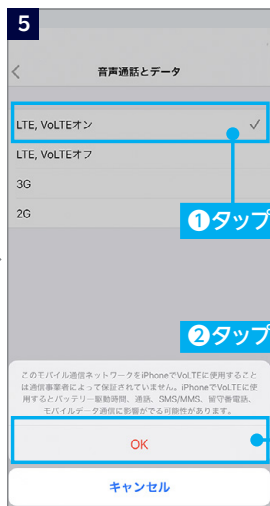 5
音声通話とデータ
LTE, VoLTEオン
LTE, VoLTEオフ
3G
2G
❶タップ
❷タップ
このモバイル通信ネットワークをiPhoneでVoLTEに使用すること
は通信事業者によって保証されていません。iPhoneでVoLTEに使
用するとバッテリー駆動時間、通話、SMS/MMS、留守番電話、
モバイルデータ通信に影響がでる可能性があります。
OK
キャンセル